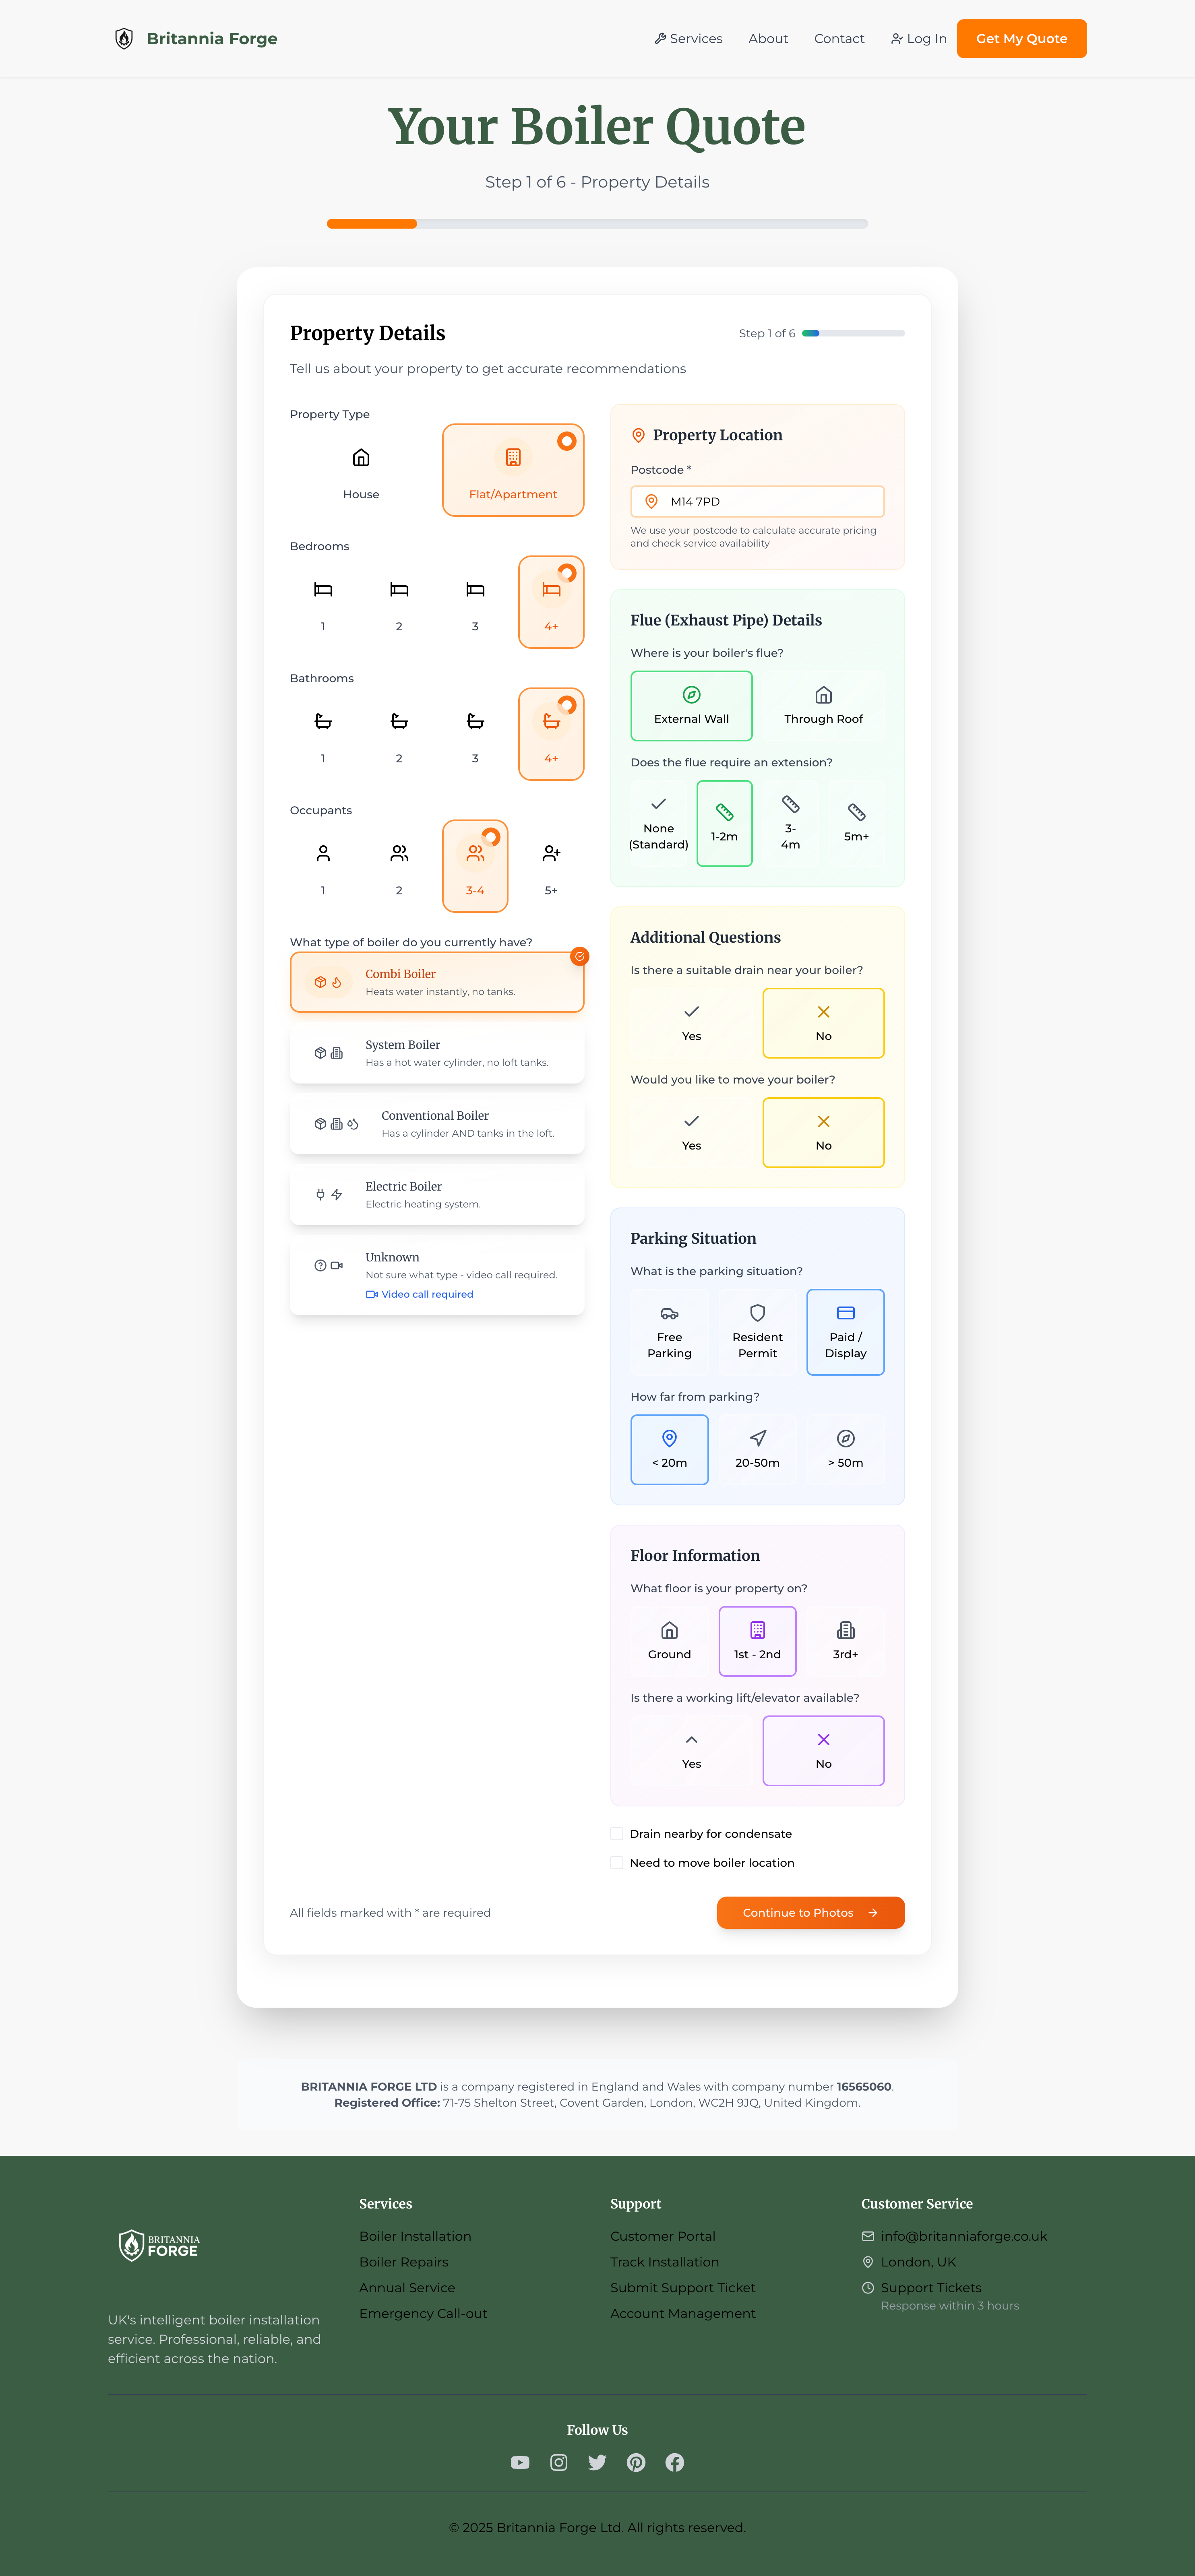 Britannia Forge
Services
About
Contact
Log In
Get My Quote
Your Boiler Quote
Step 1 of 6 - Property Details
Property Details
Step 1 of 6
Tell us about your property to get accurate recommendations
Property Type
House
Flat/Apartment
Bedrooms
1
2
3
4+
Bathrooms
1
2
3
4+
Occupants
1
2
3-4
5+
What type of boiler do you currently have?
Combi Boiler
Heats water instantly, no tanks.
System Boiler
Has a hot water cylinder, no loft tanks.
Conventional Boiler
Has a cylinder AND tanks in the loft.
Electric Boiler
Electric heating system.
Unknown
Not sure what type - video call required.
Video call required
Property Location
Postcode *
M14 7PD
We use your postcode to calculate accurate pricing
and check service availability
Flue (Exhaust Pipe) Details
Where is your boiler's flue?
External Wall
Through Roof
Does the flue require an extension?
None
(Standard)
1-2m
3-
4m
5m+
Additional Questions
Is there a suitable drain near your boiler?
Yes
No
Would you like to move your boiler?
Yes
No
Parking Situation
What is the parking situation?
Free
Parking
Resident
Permit
Paid /
Display
How far from parking?
< 20m
20-50m
> 50m
Floor Information
What floor is your property on?
Ground
1st - 2nd
3rd+
Is there a working lift/elevator available?
Yes
No
Drain nearby for condensate
Need to move boiler location
All fields marked with * are required
Continue to Photos
BRITANNIA FORGE LTD is a company registered in England and Wales with company number 16565060.
Registered Office: 71-75 Shelton Street, Covent Garden, London, WC2H 9JQ, United Kingdom.
BRITANNIA
FORGE
UK's intelligent boiler installation
service. Professional, reliable, and
efficient across the nation.
Services
Boiler Installation
Boiler Repairs
Annual Service
Emergency Call-out
Support
Customer Portal
Track Installation
Submit Support Ticket
Account Management
Customer Service
info@britanniaforge.co.uk
London, UK
Support Tickets
Response within 3 hours
Follow Us
© 2025 Britannia Forge Ltd. All rights reserved.